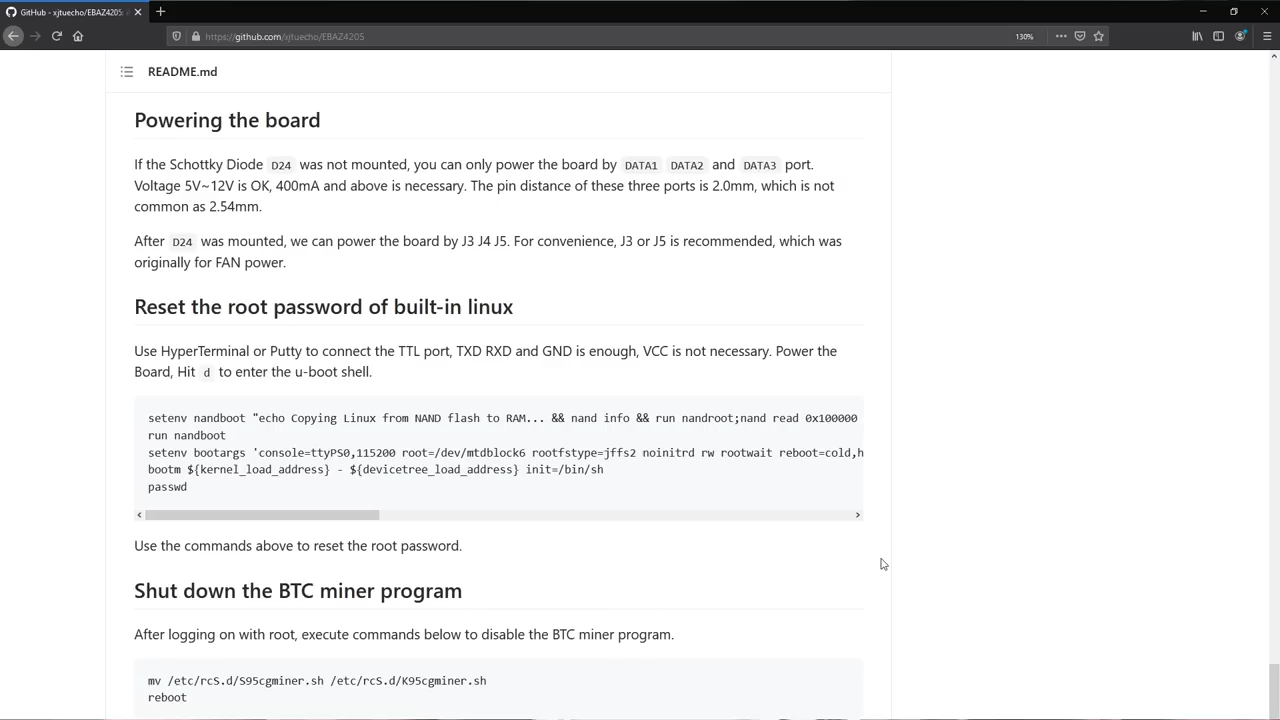 GitHub - xjtuecho/EBAZ4205:
https://github.com/xjtuecho/EBAZ4205
130%
README.md
Powering the board
If the Schottky Diode D24 was not mounted, you can only power the board by DATA1 DATA2 and DATA3 port.
Voltage 5V~12V is OK, 400mA and above is necessary. The pin distance of these three ports is 2.0mm, which is not
common as 2.54mm.
After D24 was mounted, we can power the board by J3 J4 J5. For convenience, J3 or J5 is recommended, which was
originally for FAN power.
Reset the root password of built-in linux
Use HyperTerminal or Putty to connect the TTL port, TXD RXD and GND is enough, VCC is not necessary. Power the
Board, Hit d to enter the u-boot shell.
setenv nandboot "echo Copying Linux from NAND flash to RAM... && nand info && run nandroot;nand read 0x100000
run nandboot
setenv bootargs 'console=ttyPS0,115200 root=/dev/mtdblock6 rootfstype=jffs2 noinitrd rw rootwait reboot=cold,h
bootm ${kernel_load_address} - ${devicetree_load_address} init=/bin/sh
passwd
Use the commands above to reset the root password.
Shut down the BTC miner program
After logging on with root, execute commands below to disable the BTC miner program.
mv /etc/rcS.d/S95cgminer.sh /etc/rcS.d/K95cgminer.sh
reboot